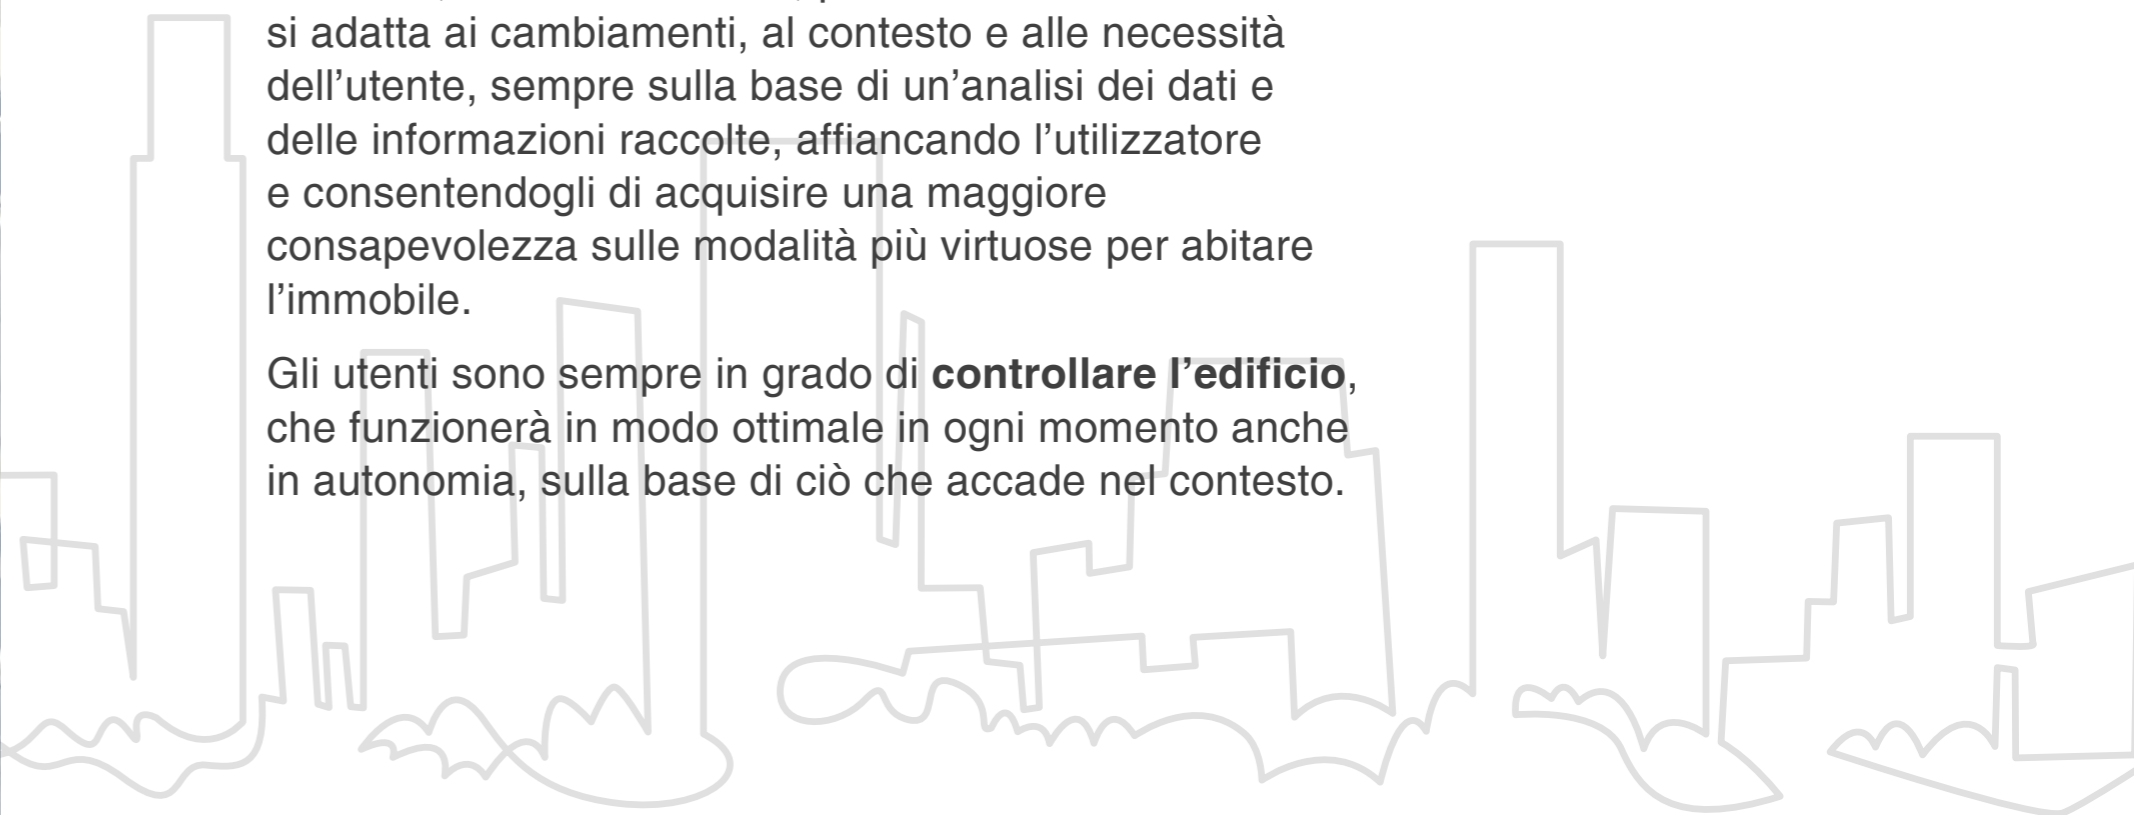 si adatta ai cambiamenti, al contesto e alle necessità
dell’utente, sempre sulla base di un’analisi dei dati e
delle informazioni raccolte, affiancando l’utilizzatore
e consentendogli di acquisire una maggiore
consapevolezza sulle modalità più virtuose per abitare
l’immobile.
Gli utenti sono sempre in grado di controllare l’edificio,
che funzionerà in modo ottimale in ogni momento anche
in autonomia, sulla base di ciò che accade nel contesto.